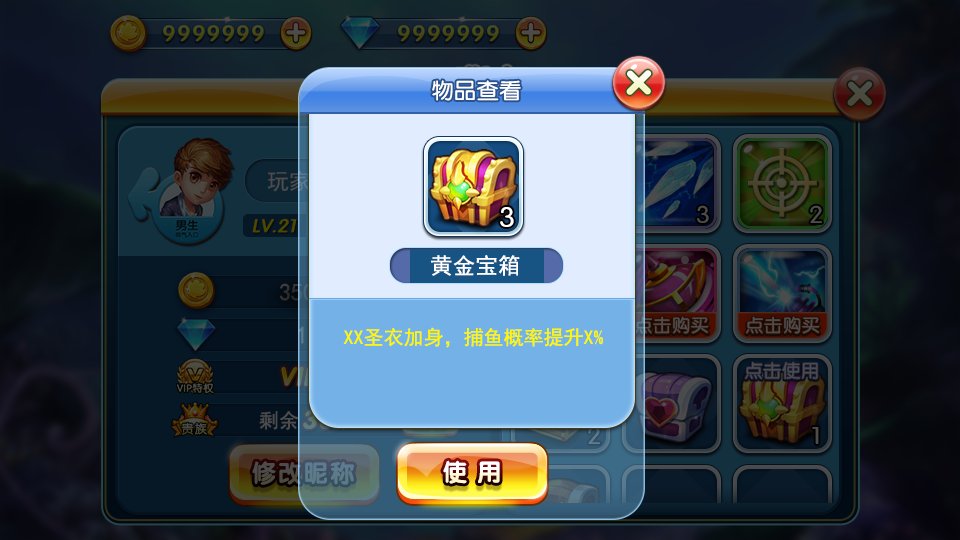 9999999
9999999
物品查看
3
黄金宝箱
XX圣衣加身，捕鱼概率提升X%
使用
玩家
男生
LV.21
350
1
VIP特权
VI
贵族
剩余3
修改昵称
3
2
点击购买
点击购买
2
点击使用
1